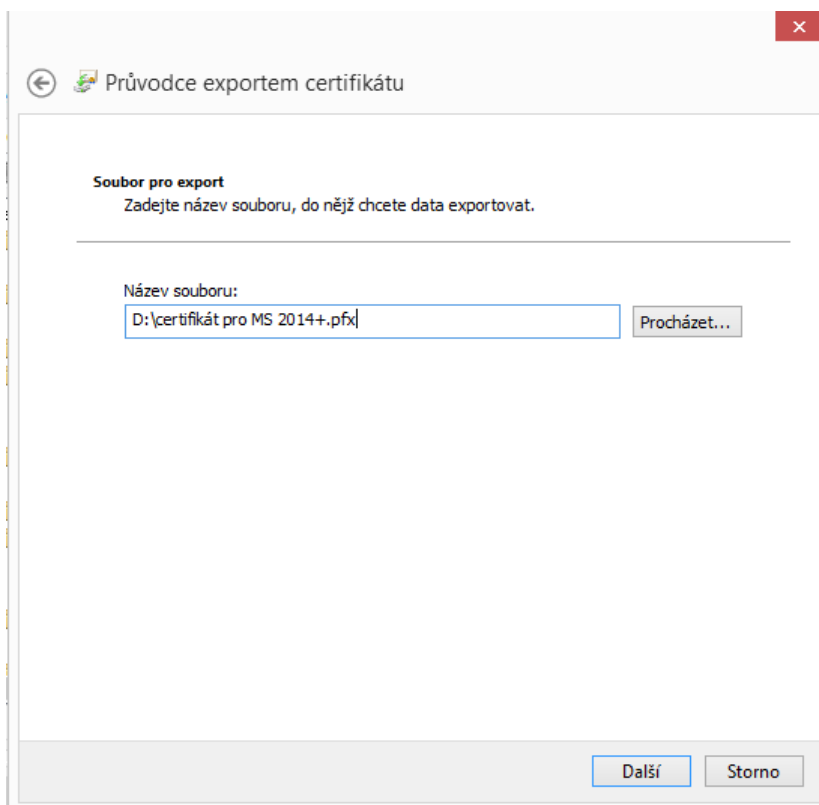 Průvodce exportem certifikátu
Soubor pro export
Zadejte název souboru, do nějž chcete data exportovat.
Název souboru:
D:\certifikát pro MS 2014+.pfx
Procházet...
Další
Storno